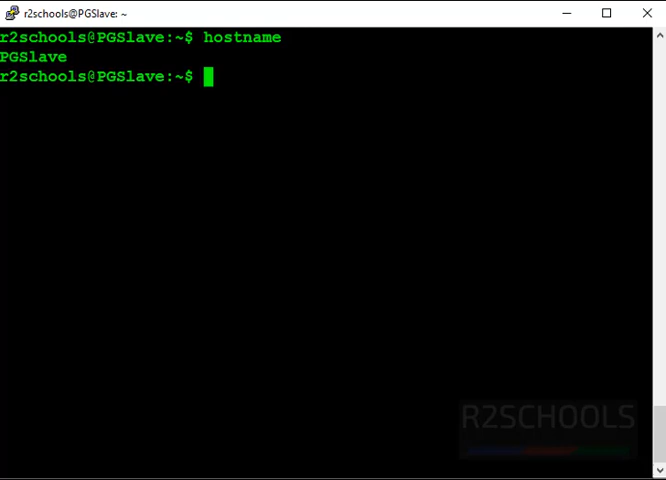 r2schools@PGSlave: ~
r2schools@PGSlave:~$ hostname
PGSlave
r2schools@PGSlave:~$
R2SCHOOLS